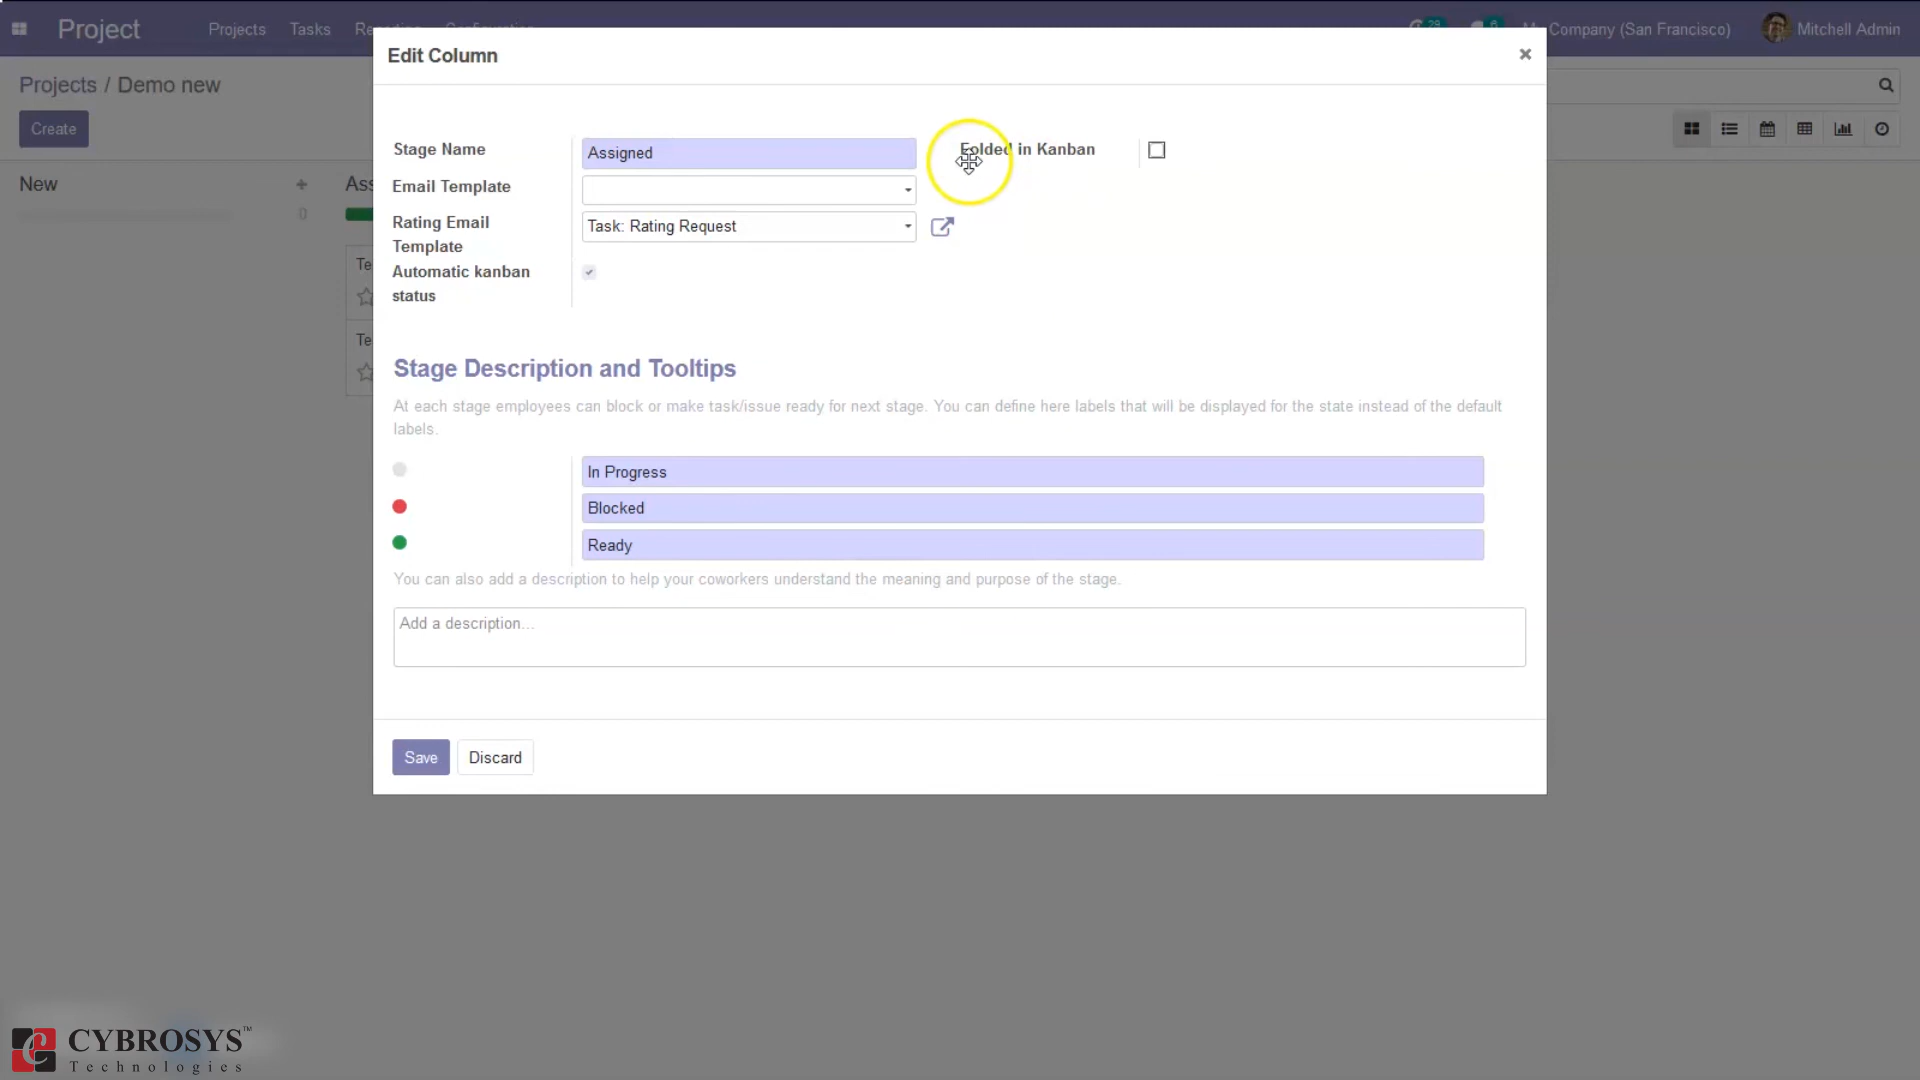 Project
Projects
Tasks
29
6
Company (San Francisco)
Mitchell Admin
Projects / Demo new
Create
New
0
Edit Column
×
Stage Name
Assigned
Folded in Kanban
Email Template
Rating Email
Template
Task: Rating Request
Automatic kanban
status
Stage Description and Tooltips
At each stage employees can block or make task/issue ready for next stage. You can define here labels that will be displayed for the state instead of the default
labels.
In Progress
Blocked
Ready
You can also add a description to help your coworkers understand the meaning and purpose of the stage.
Add a description...
Save
Discard
CYBROSYS™
Technologies